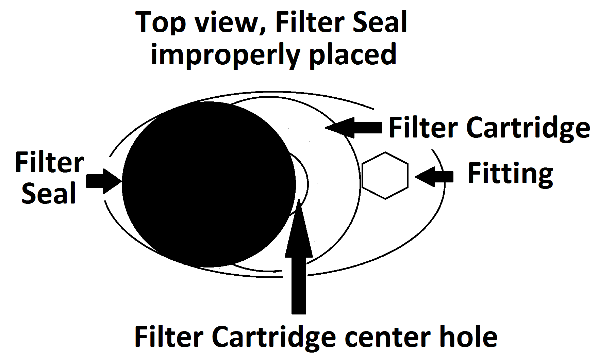 Top view, Filter Seal
improperly placed
Filter Cartridge
Filter
Seal
Fitting
Filter Cartridge center hole